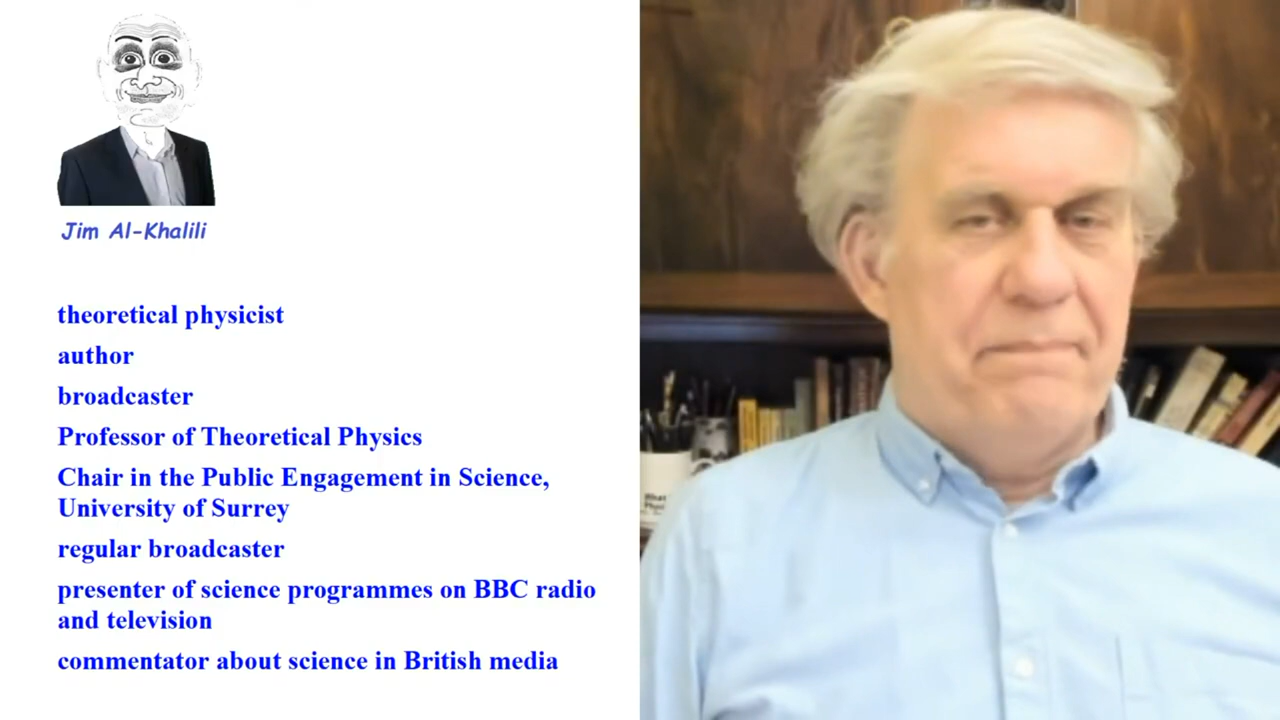 Jim Al-Khalili
theoretical physicist
author
broadcaster
Professor of Theoretical Physics
Chair in the Public Engagement in Science,
University of Surrey
regular broadcaster
presenter of science programmes on BBC radio
and television
commentator about science in British media